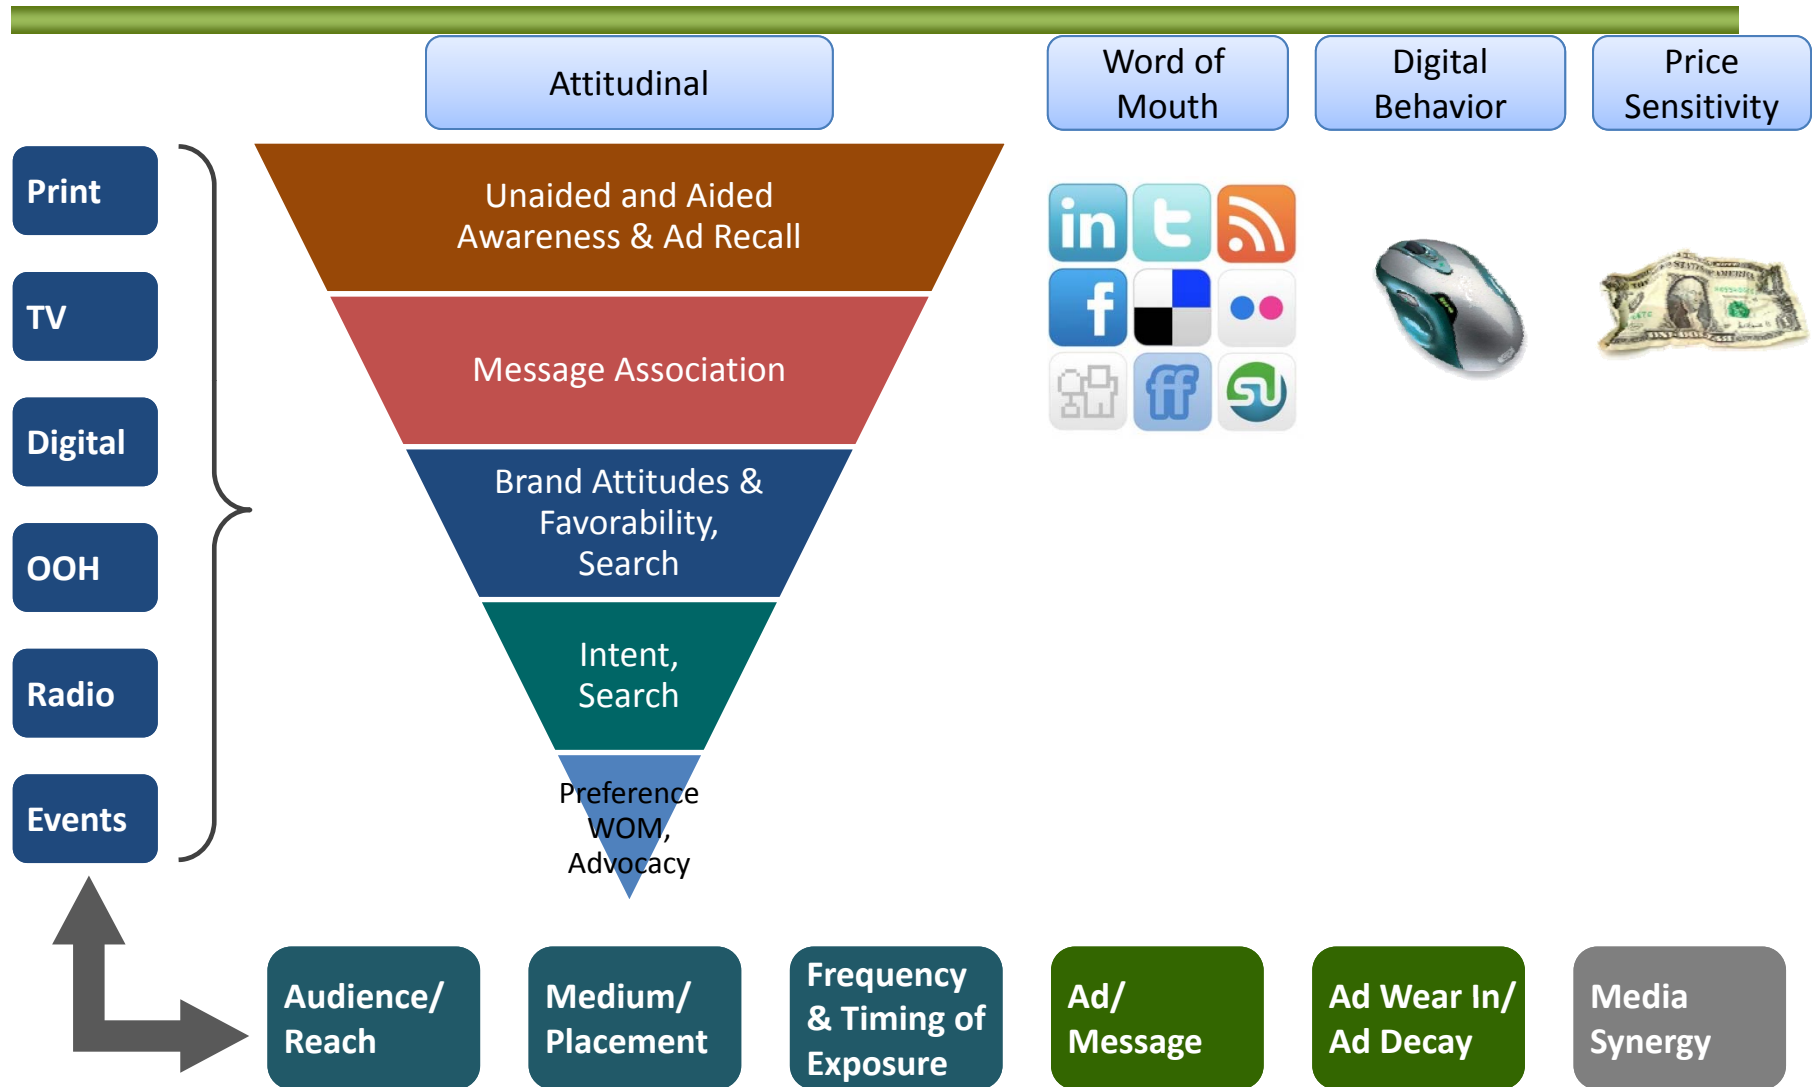 Attitudinal
Word of
Mouth
Digital
Behavior
Price
Sensitivity
Print
TV
Digital
OOH
Radio
Events
Unaided and Aided
Awareness & Ad Recall
Message Association
Brand Attitudes &
Favorability,
Search
Intent,
Search
Preference
WOM,
Advocacy
in
t
f
ff
Audience/
Reach
Medium/
Placement
Frequency
& Timing of
Exposure
Ad/
Message
Ad Wear In/
Ad Decay
Media
Synergy